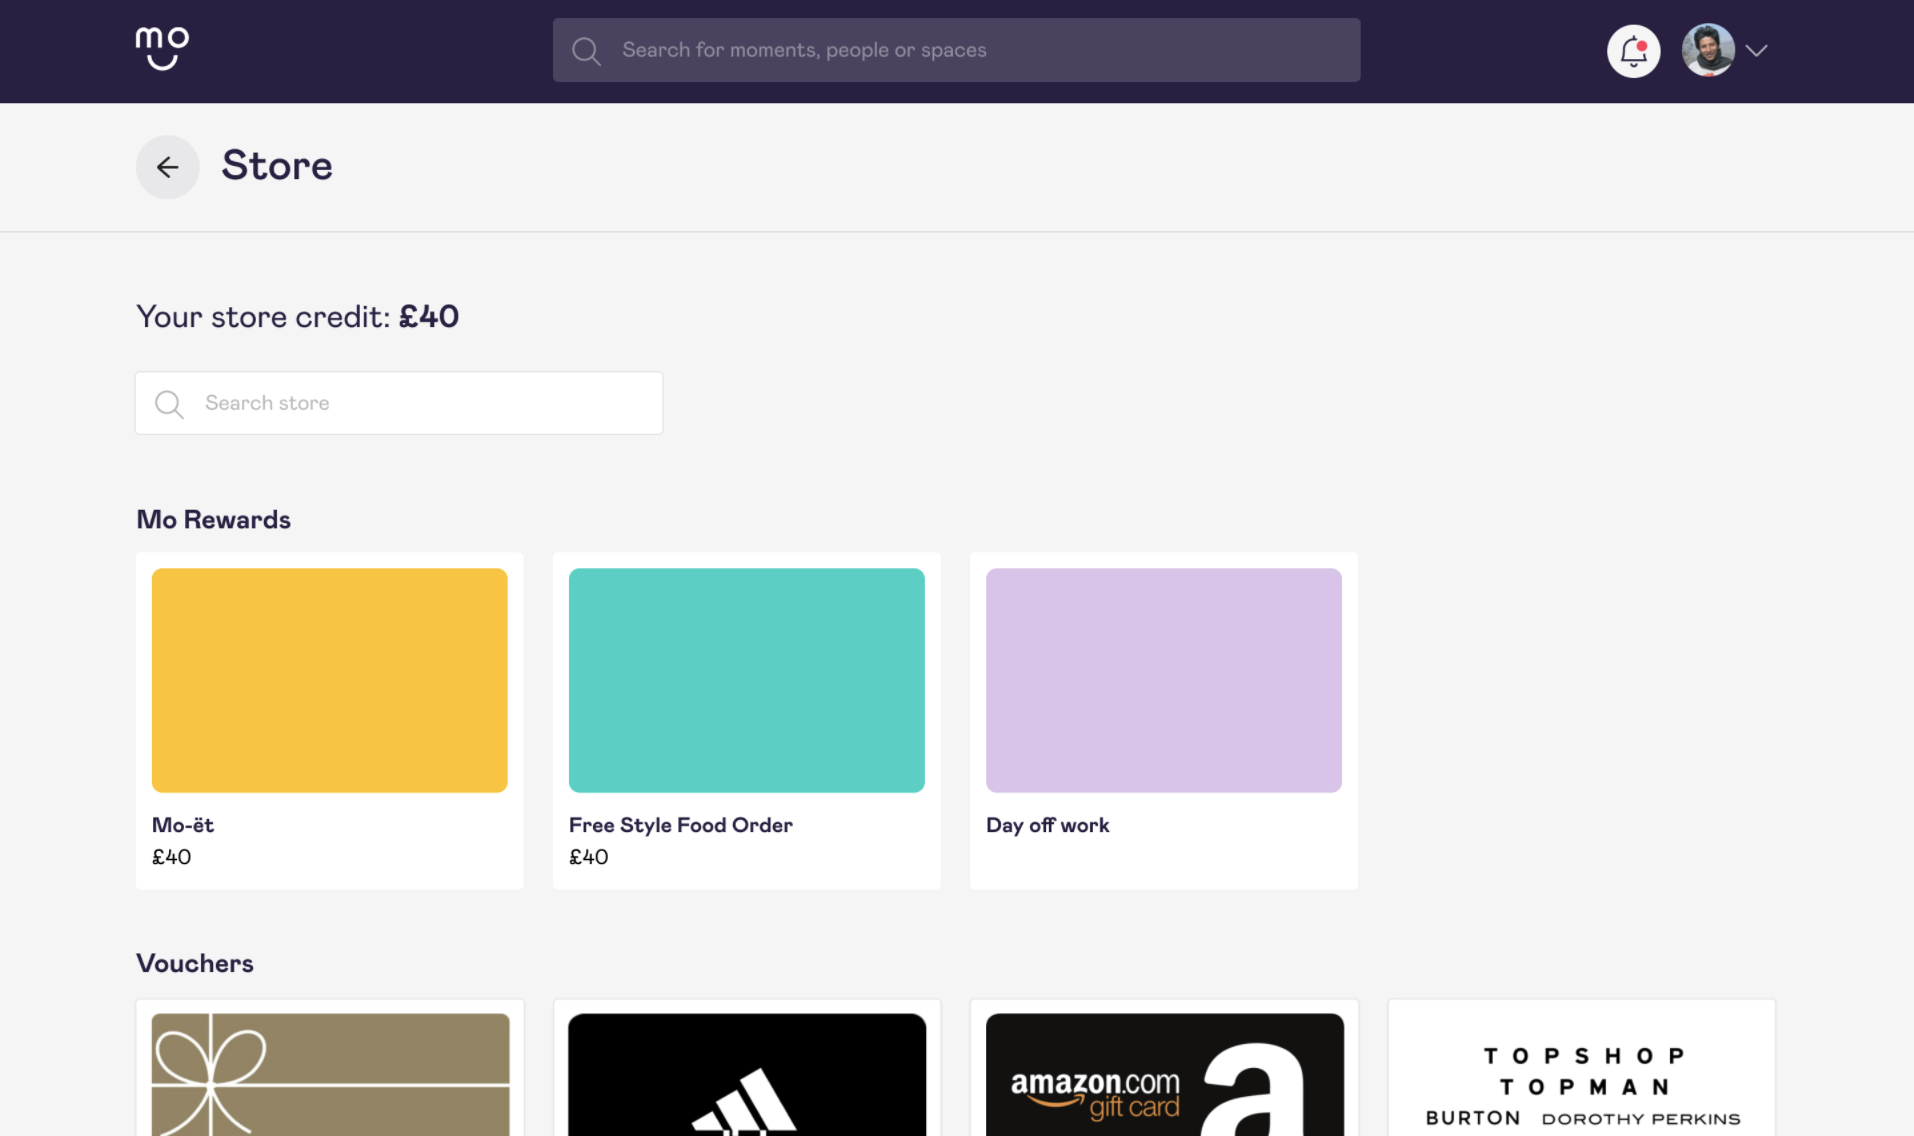 mo
Search for moments, people or spaces
Store
Your store credit: £40
Search store
Mo Rewards
Mo-ët
£40
Free Style Food Order
£40
Day off work
Vouchers
amazon.com
gift card
a
TOPSHOP
TOPMAN
BURTON DOROTHY PERKINS